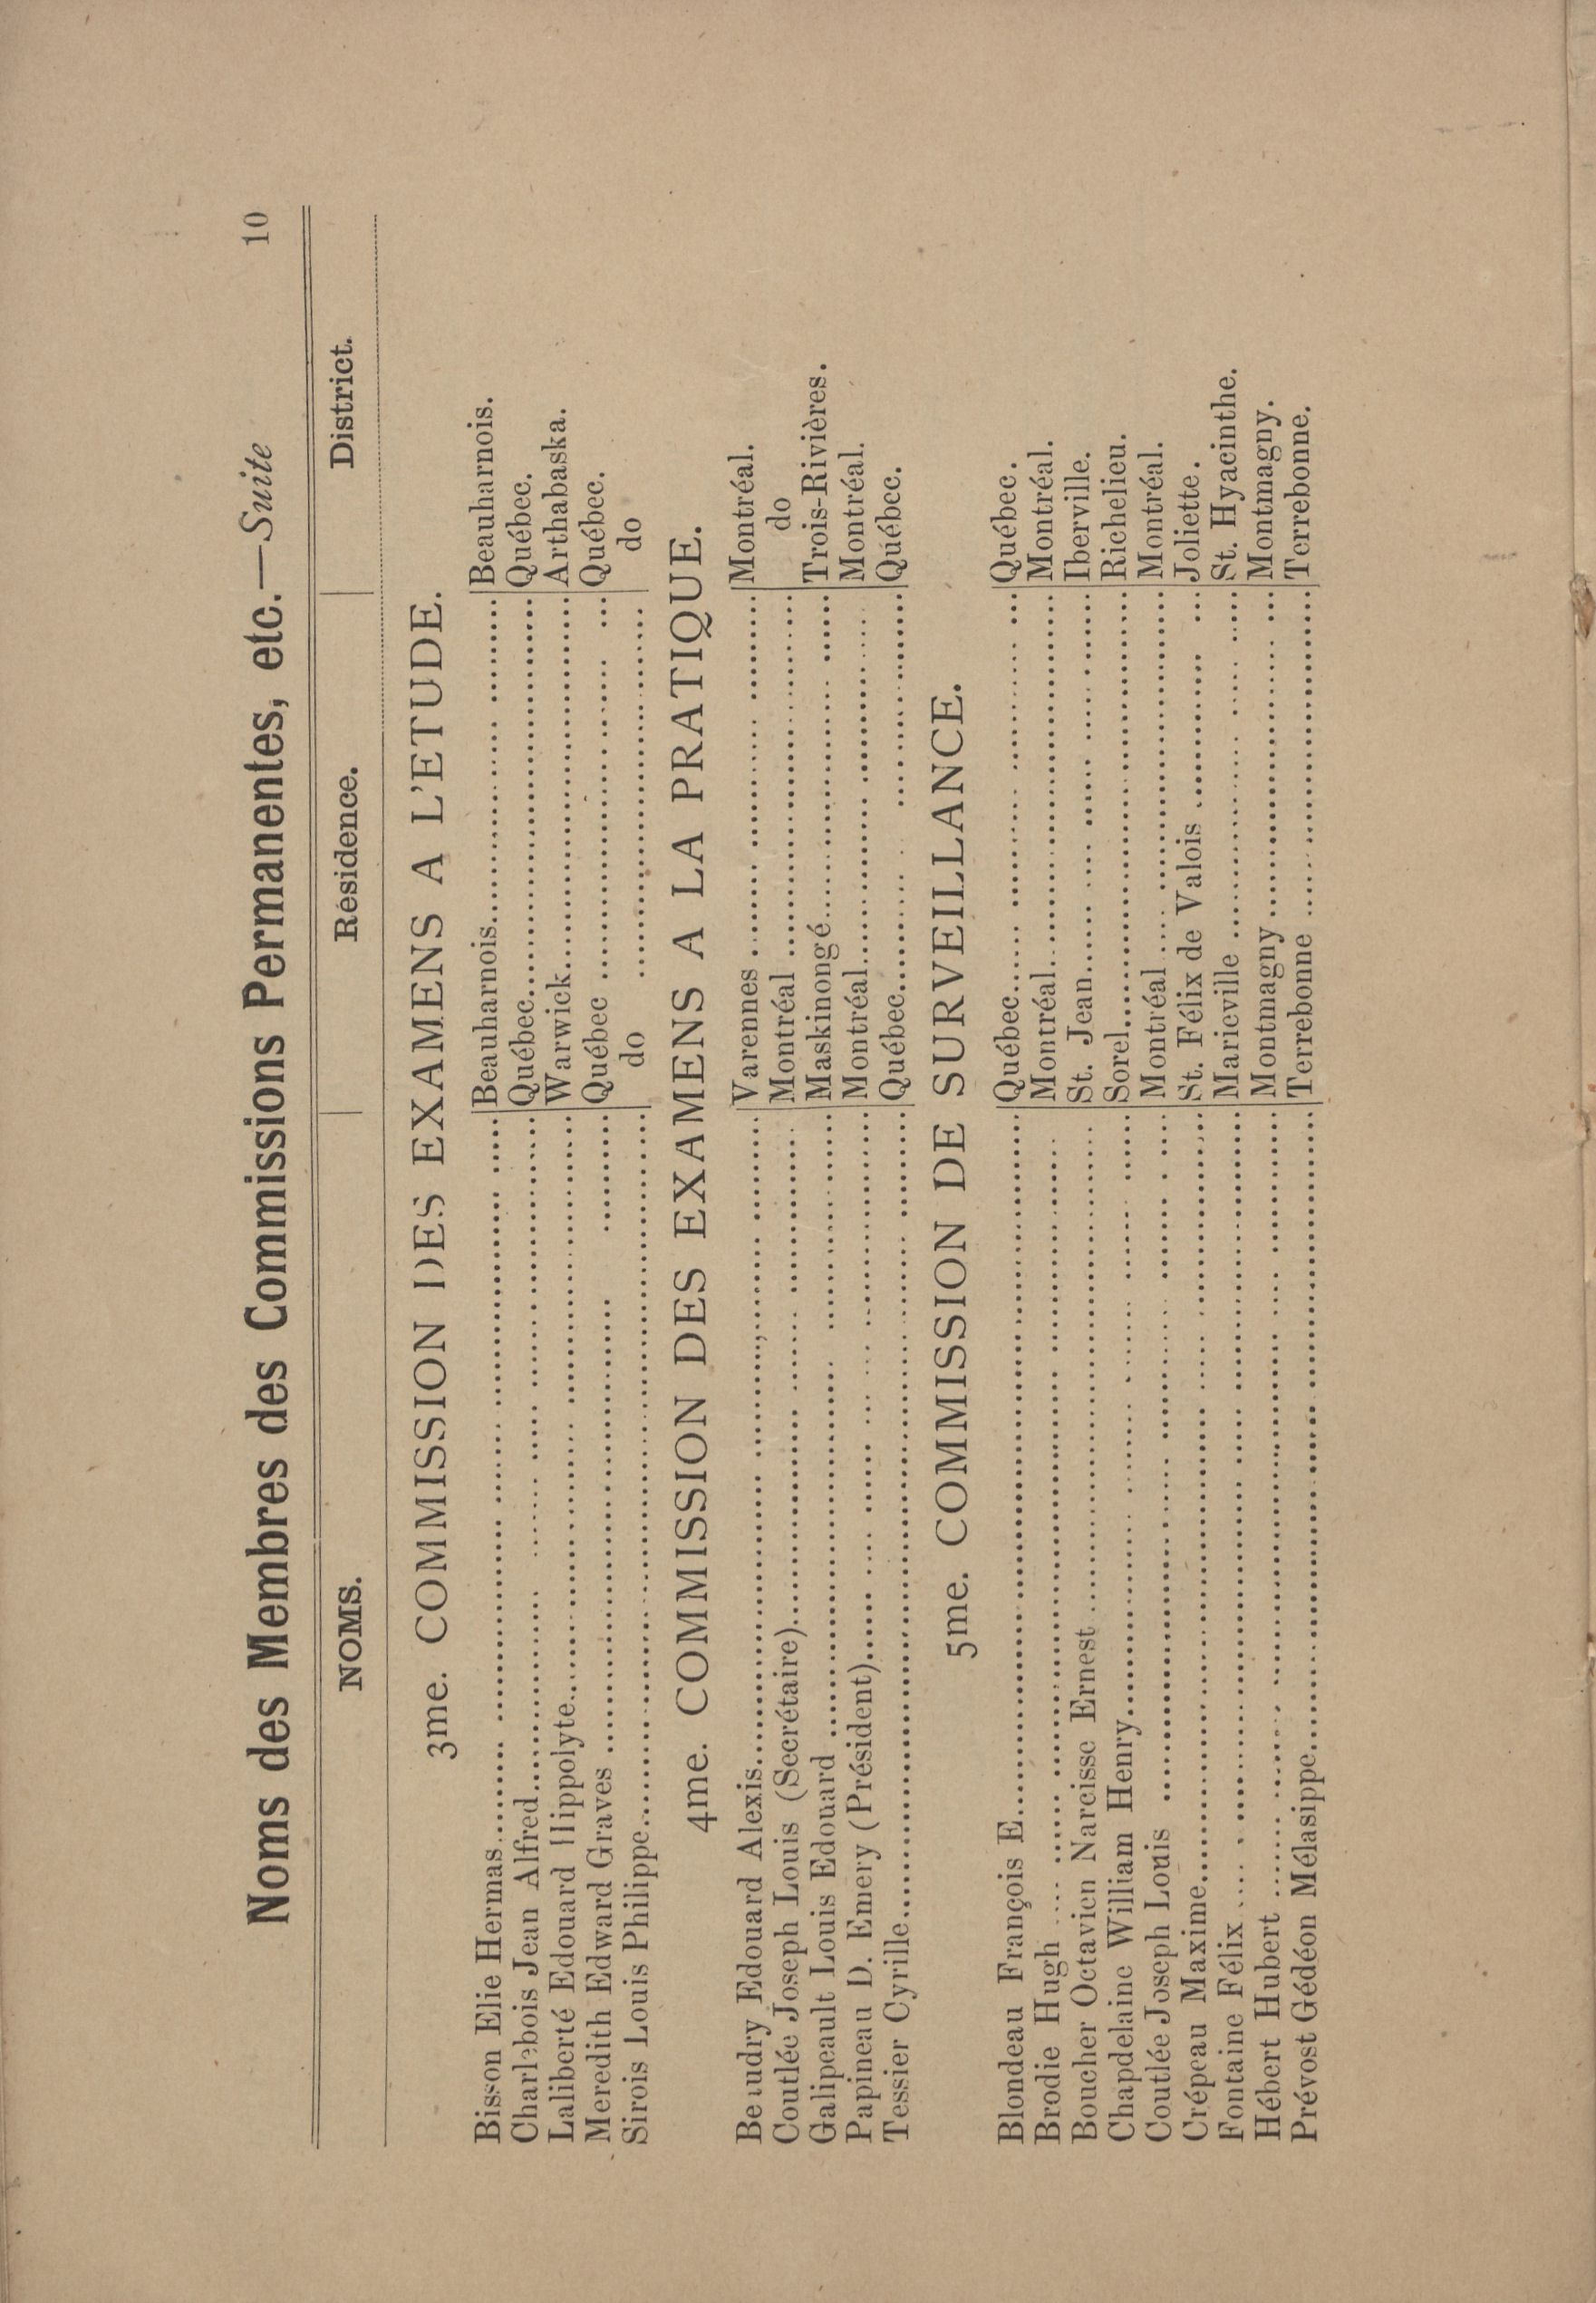 Noms des Membres des Commissions Permanentes, etc.—Suite 10
NOMS. Résidence. District.
3me. COMMISSION DES EXAMENS A L'ETUDE.
Bisson Elie Hermas Beauharnois Beauharnois.
Charlebois Jean Alfred Québec Québec.
Laliberté Edouard Hippolyte Warwick Arthabaska.
Meredith Edward Graves Québec Québec.
Sirois Louis Philippe do do
4me. COMMISSION DES EXAMENS A LA PRATIQUE.
Beaudry Edouard Alexis Varennes Montréal.
Coutlée Joseph Louis (Secrétaire) Montréal do
Galipeault Louis Edouard Maskinongé Trois-Rivières.
Papineau D. Emery (Président) Montréal Montréal.
Tessier Cyrille Québec Québec.
5me. COMMISSION DE SURVEILLANCE.
Blondeau François E Québec Québec.
Brodie Hugh Montréal Montréal.
Boucher Octavien Narcisse Ernest St. Jean Iberville.
Chapdelaine William Henry Sorel Richelieu.
Coutlée Joseph Louis Montréal Montréal.
Crépeau Maxime St. Félix de Valois Joliette.
Fontaine Félix Marieville St. Hyacinthe.
Hébert Hubert Montmagny Montmagny.
Prévost Gédéon Mélasippe Terrebonne Terrebonne.